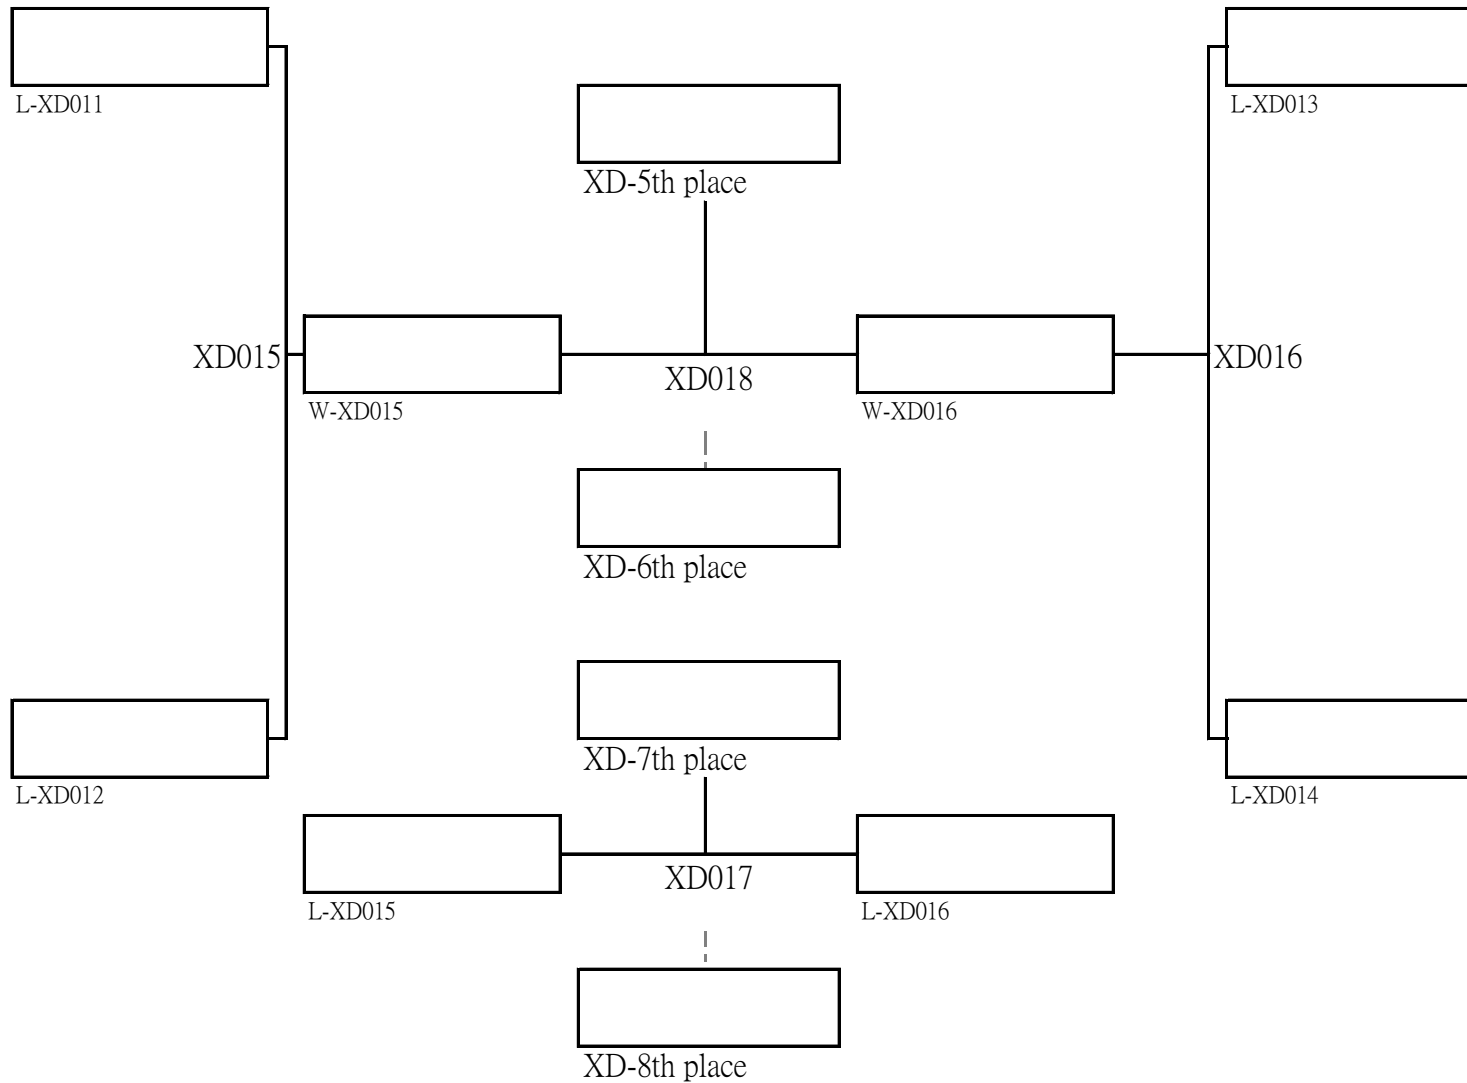 L-XD011
L-XD013
XD-5th place
XD015
XD018
XD016
W-XD015
W-XD016
XD-6th place
XD-7th place
L-XD012
L-XD014
XD017
L-XD015
L-XD016
XD-8th place